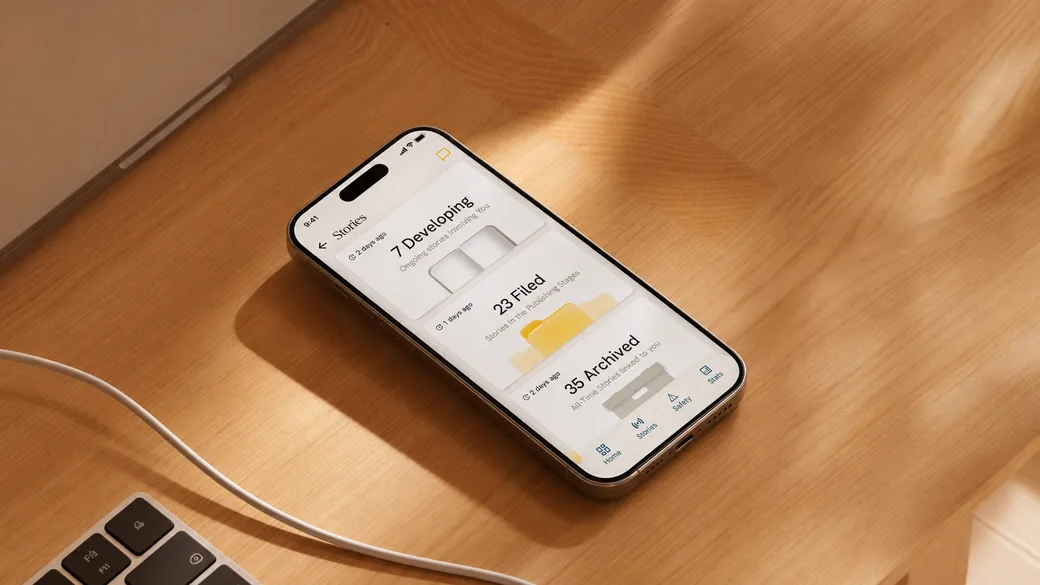 9:41
Stories
2 days ago
7 Developing
Ongoing stories Involving You
1 days ago
23 Filed
Stories In the Publishing Stages
2 days ago
35 Archived
All-Time Stories linked to you
Home
Stories
Safety
Stats
F11